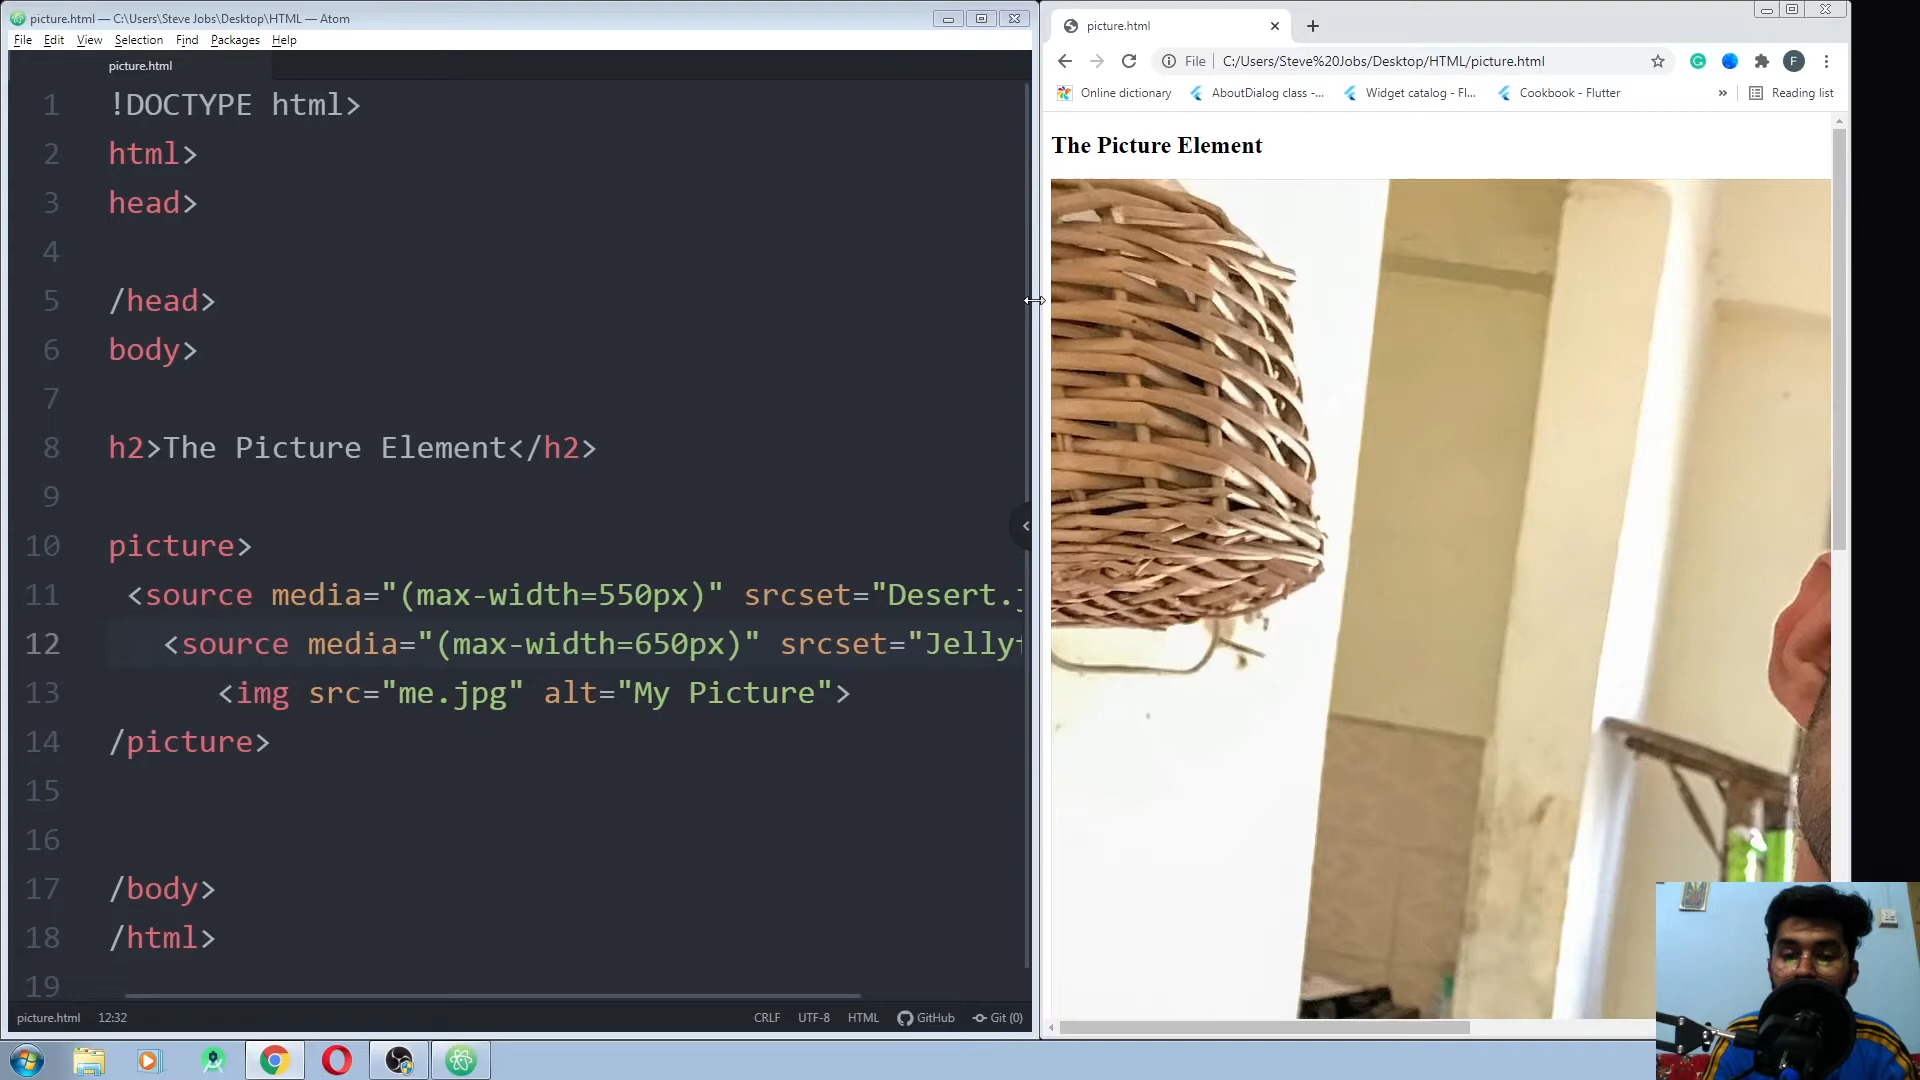 picture.html — C:\Users\Steve Jobs\Desktop\HTML — Atom
File Edit View Selection Find Packages Help
picture.html
1 !DOCTYPE html>
2 html>
3 head>
4
5 /head>
6 body>
7
8 h2>The Picture Element</h2>
9
10 picture>
11 <source media="(max-width=550px)" srcset="Desert.
12 <source media="(max-width=650px)" srcset="Jelly
13 <img src="me.jpg" alt="My Picture">
14 /picture>
15
16
17 /body>
18 /html>
19
picture.html 12:32 CRLF UTF-8 HTML GitHub Git (0)
picture.html
File C:/Users/Steve%20Jobs/Desktop/HTML/picture.html F
Online dictionary AboutDialog class -... Widget catalog - Fl... Cookbook - Flutter » Reading list
The Picture Element